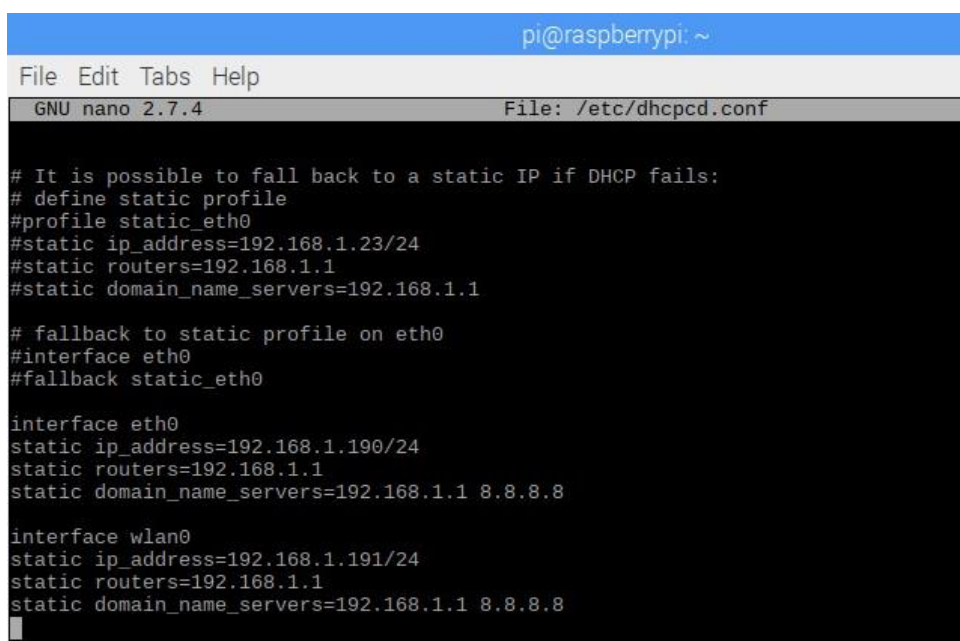 pi@raspberrypi: ~
File Edit Tabs Help
GNU nano 2.7.4 File: /etc/dhcpcd.conf
# It is possible to fall back to a static IP if DHCP fails:
# define static profile
#profile static_eth0
#static ip_address=192.168.1.23/24
#static routers=192.168.1.1
#static domain_name_servers=192.168.1.1
# fallback to static profile on eth0
#interface eth0
#fallback static_eth0
interface eth0
static ip_address=192.168.1.190/24
static routers=192.168.1.1
static domain_name_servers=192.168.1.1 8.8.8.8
interface wlan0
static ip_address=192.168.1.191/24
static routers=192.168.1.1
static domain_name_servers=192.168.1.1 8.8.8.8